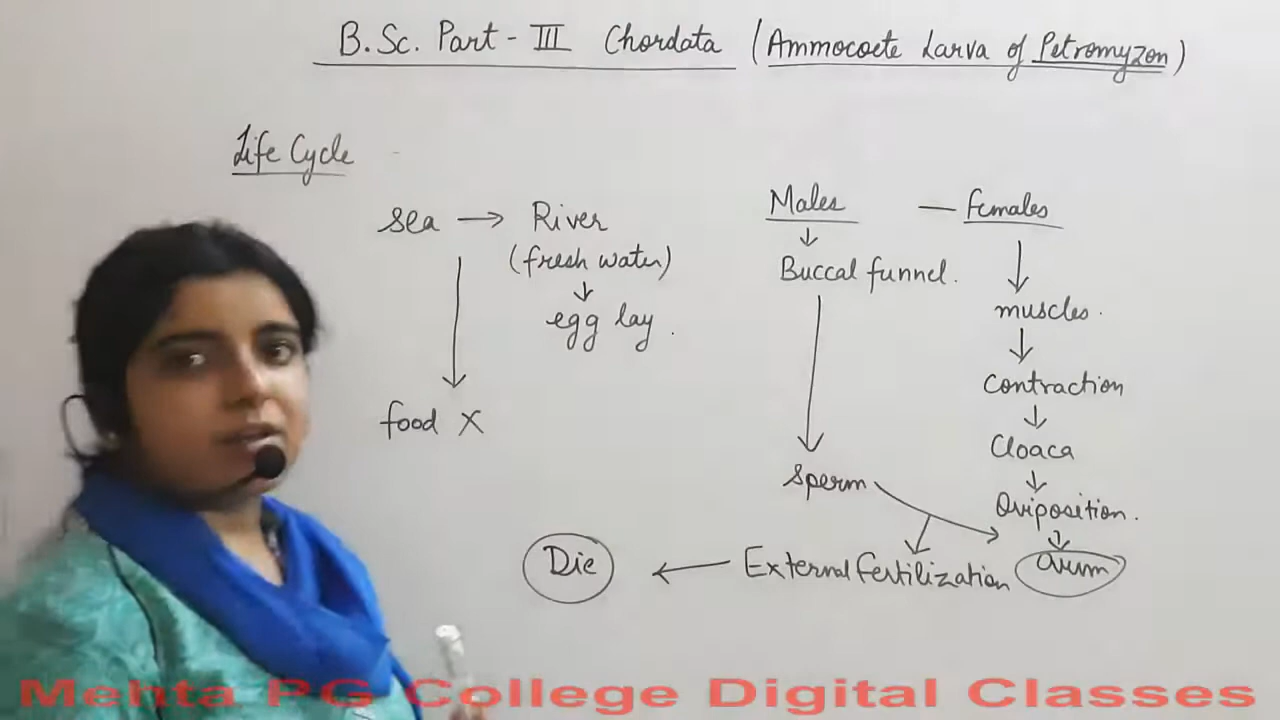 B.Sc. Part - III Chordata (Ammocoete Larva of Petromyzon)
Life Cycle
sea → River
(fresh water)
↓
egg lay.
food X
Males
↓
Buccal funnel.
Sperm
— Females
↓
muscles.
↓
Contraction
↓
Cloaca
↓
Oviposition.
↓
Ovum
External fertilization
←
Die
Mehta PG College Digital Classes